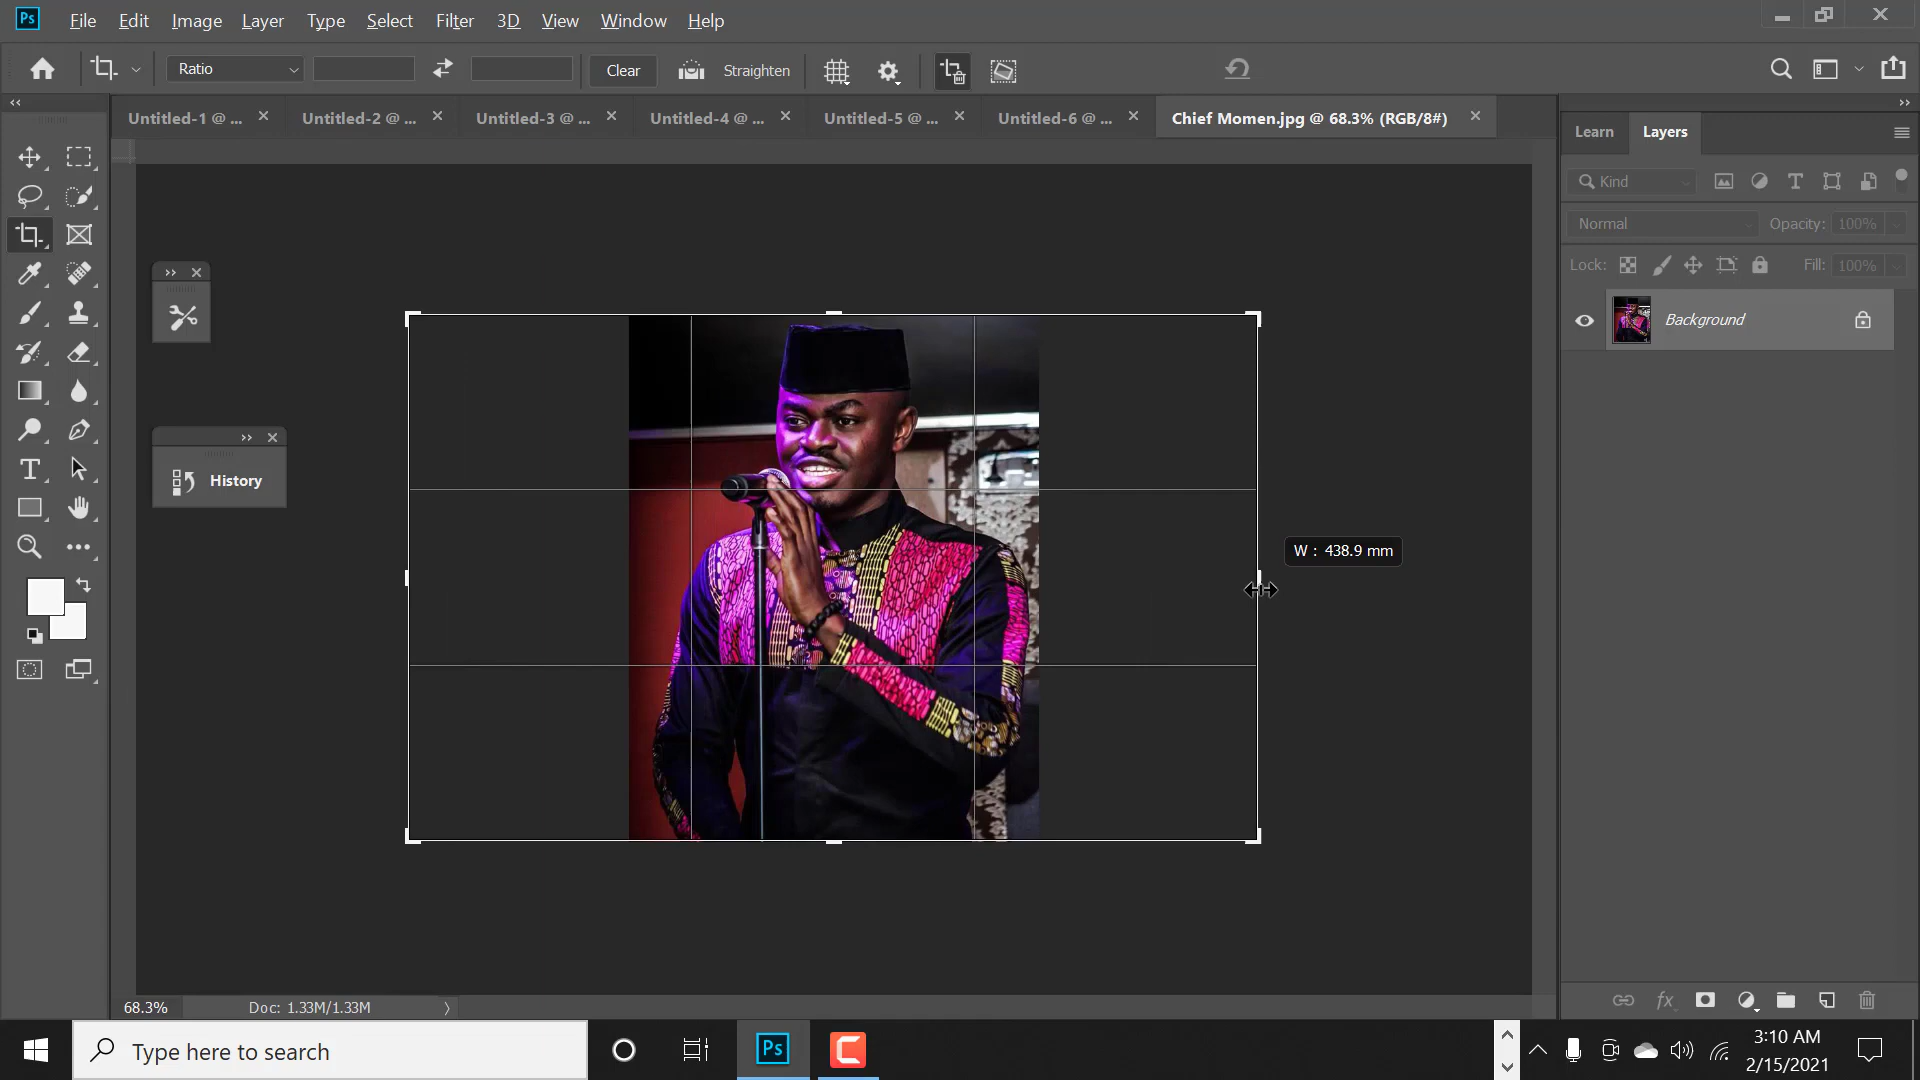 Ps File Edit Image Layer Type Select Filter 3D View Window Help
Ratio Clear Straighten
Untitled-1 @ ... Untitled-2 @ ... Untitled-3 @ ... Untitled-4 @ ... Untitled-5 @ ... Untitled-6 @ ... Chief Momen.jpg @ 68.3% (RGB/8#)
Learn Layers
Kind
Normal Opacity: 100%
Lock: Fill: 100%
Background
History
W : 438.9 mm
68.3% Doc: 1.33M/1.33M
fx
Type here to search
Ps
3:10 AM
2/15/2021